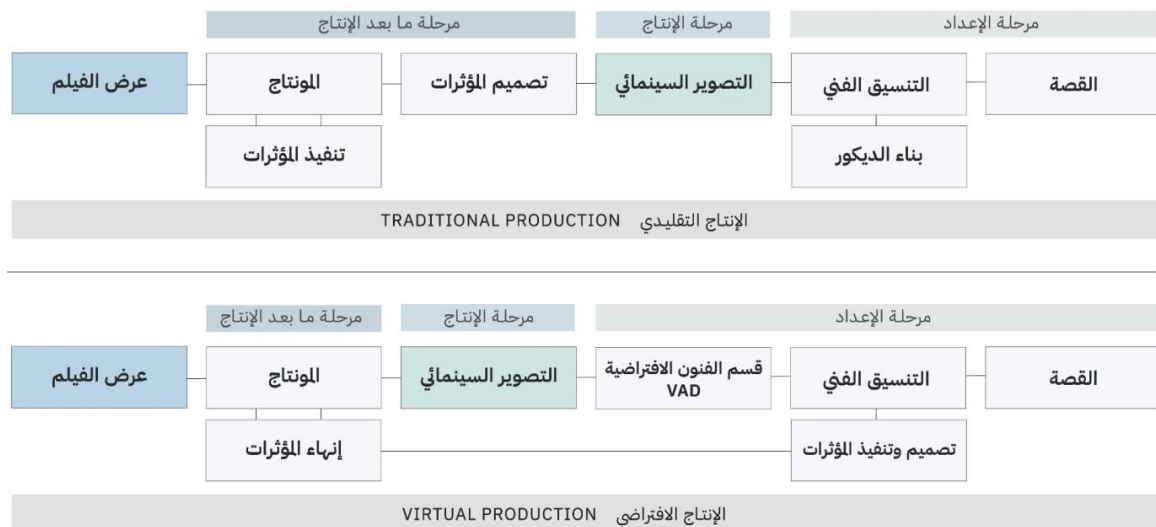 مرحلة الإعداد
مرحلة الإنتاج
مرحلة ما بعد الإنتاج
القصة
التنسيق الفني
التصوير السينمائي
تصميم المؤثرات
المونتاج
عرض الفيلم
بناء الديكور
تنفيذ المؤثرات
الإنتاج التقليدي TRADITIONAL PRODUCTION
مرحلة الإعداد
مرحلة الإنتاج
مرحلة ما بعد الإنتاج
القصة
التنسيق الفني
قسم الفنون الافتراضية
VAD
التصوير السينمائي
المونتاج
عرض الفيلم
تصميم وتنفيذ المؤثرات
إنهاء المؤثرات
الإنتاج الافتراضي VIRTUAL PRODUCTION